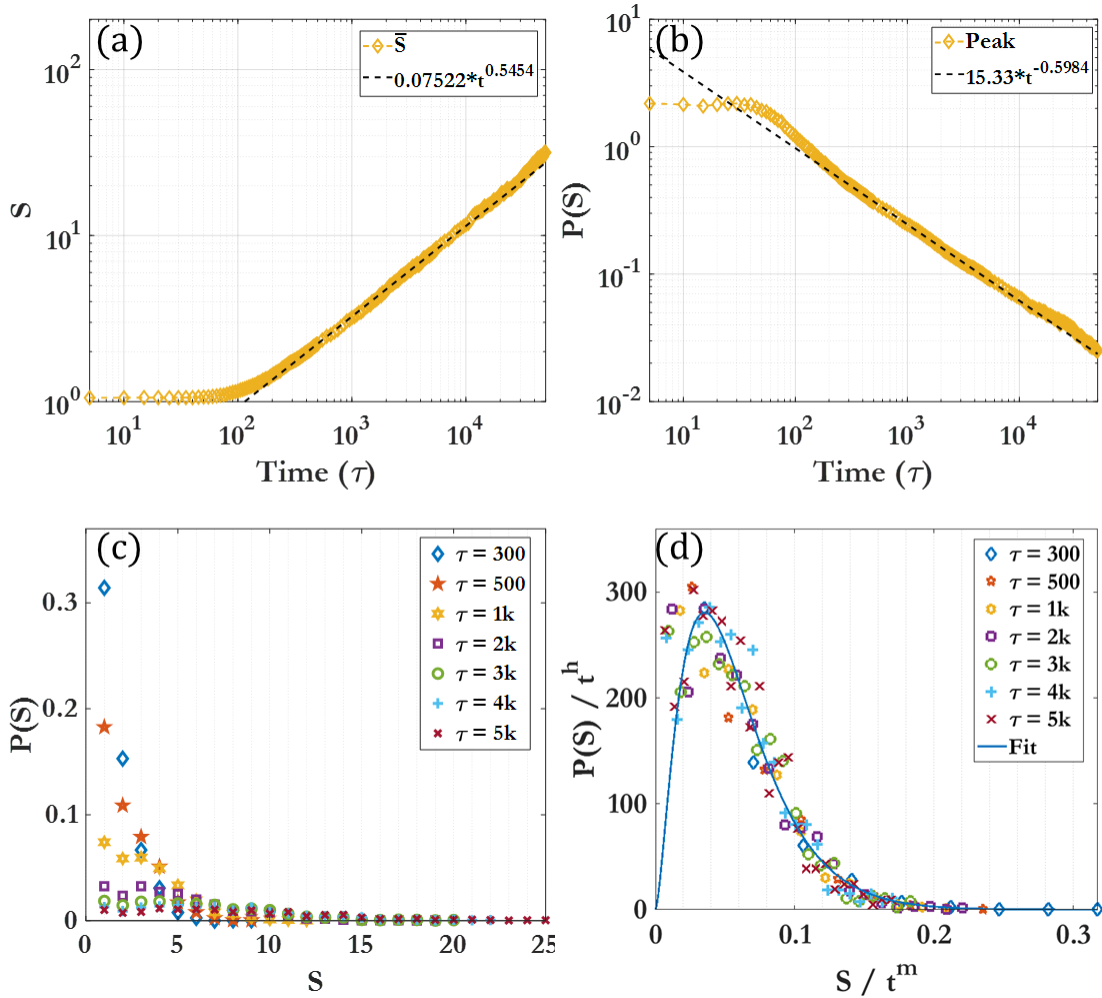 (a)
S̄
0.07522*t^0.5454
10^2
10^1
10^0
S
10^1
10^2
10^3
10^4
Time (τ)
(b)
Peak
15.33*t^-0.5984
10^1
10^0
10^-1
10^-2
P(S)
10^1
10^2
10^3
10^4
Time (τ)
(c)
τ = 300
τ = 500
τ = 1k
τ = 2k
τ = 3k
τ = 4k
τ = 5k
0.3
0.2
0.1
0
P(S)
0
5
10
15
20
25
S
(d)
τ = 300
τ = 500
τ = 1k
τ = 2k
τ = 3k
τ = 4k
τ = 5k
Fit
300
200
100
0
P(S) / t^h
0
0.1
0.2
0.3
S / t^m